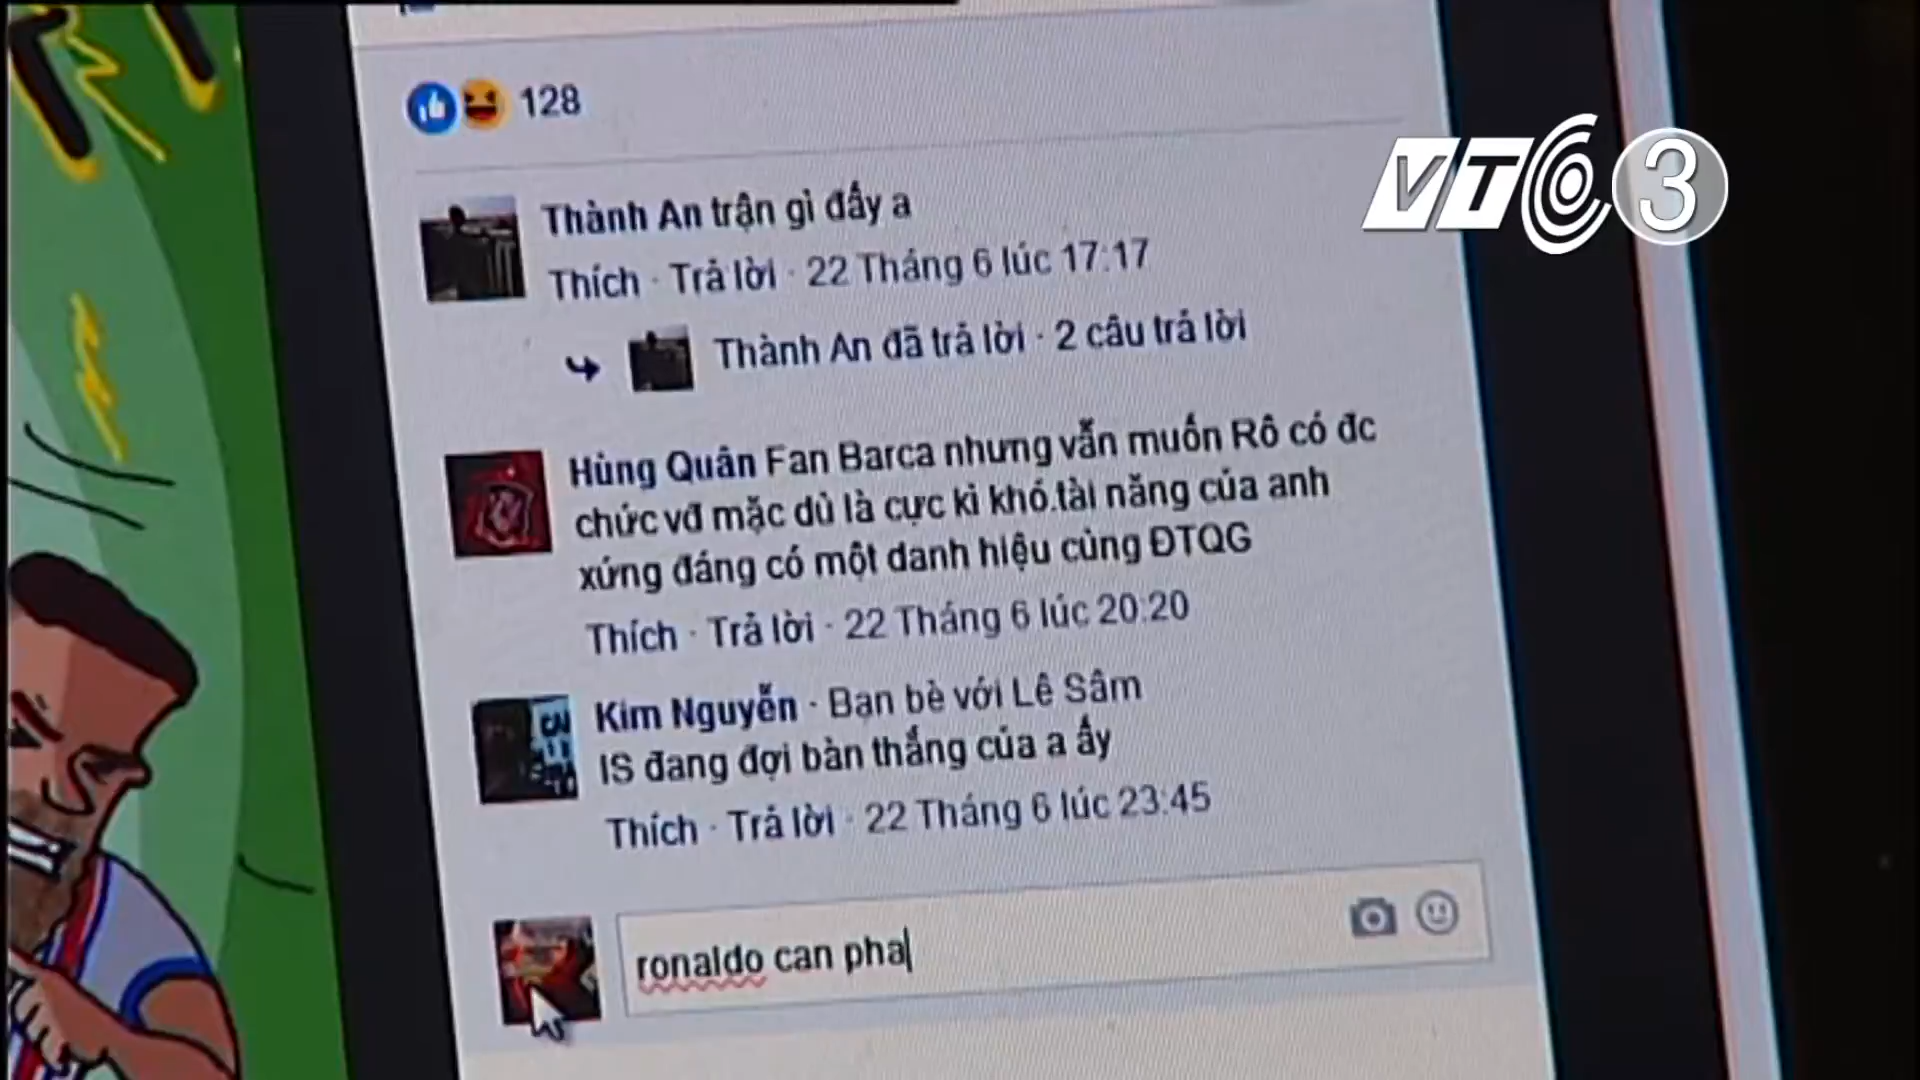 128
VTC 3
Thành An trận gì đấy a
Thích · Trả lời · 22 Tháng 6 lúc 17:17
Thành An đã trả lời · 2 câu trả lời
Hùng Quân Fan Barca nhưng vẫn muốn Rô có đc
chức vđ mặc dù là cực kì khó.tài năng của anh
xứng đáng có một danh hiệu cùng ĐTQG
Thích · Trả lời · 22 Tháng 6 lúc 20:20
Kim Nguyễn · Bạn bè với Lê Sâm
IS đang đợi bàn thắng của a ấy
Thích · Trả lời · 22 Tháng 6 lúc 23:45
ronaldo can pha